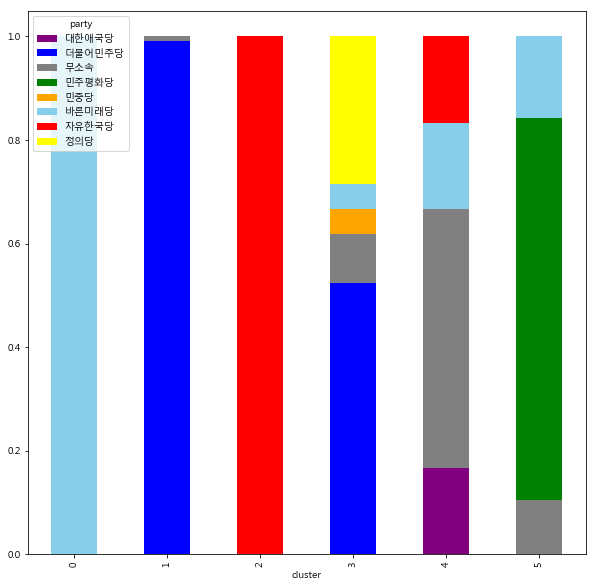 party
대한애국당
더불어민주당
무소속
민주평화당
민중당
바른미래당
자유한국당
정의당
1.0
0.8
0.6
0.4
0.2
0.0
0
1
2
3
4
5
cluster